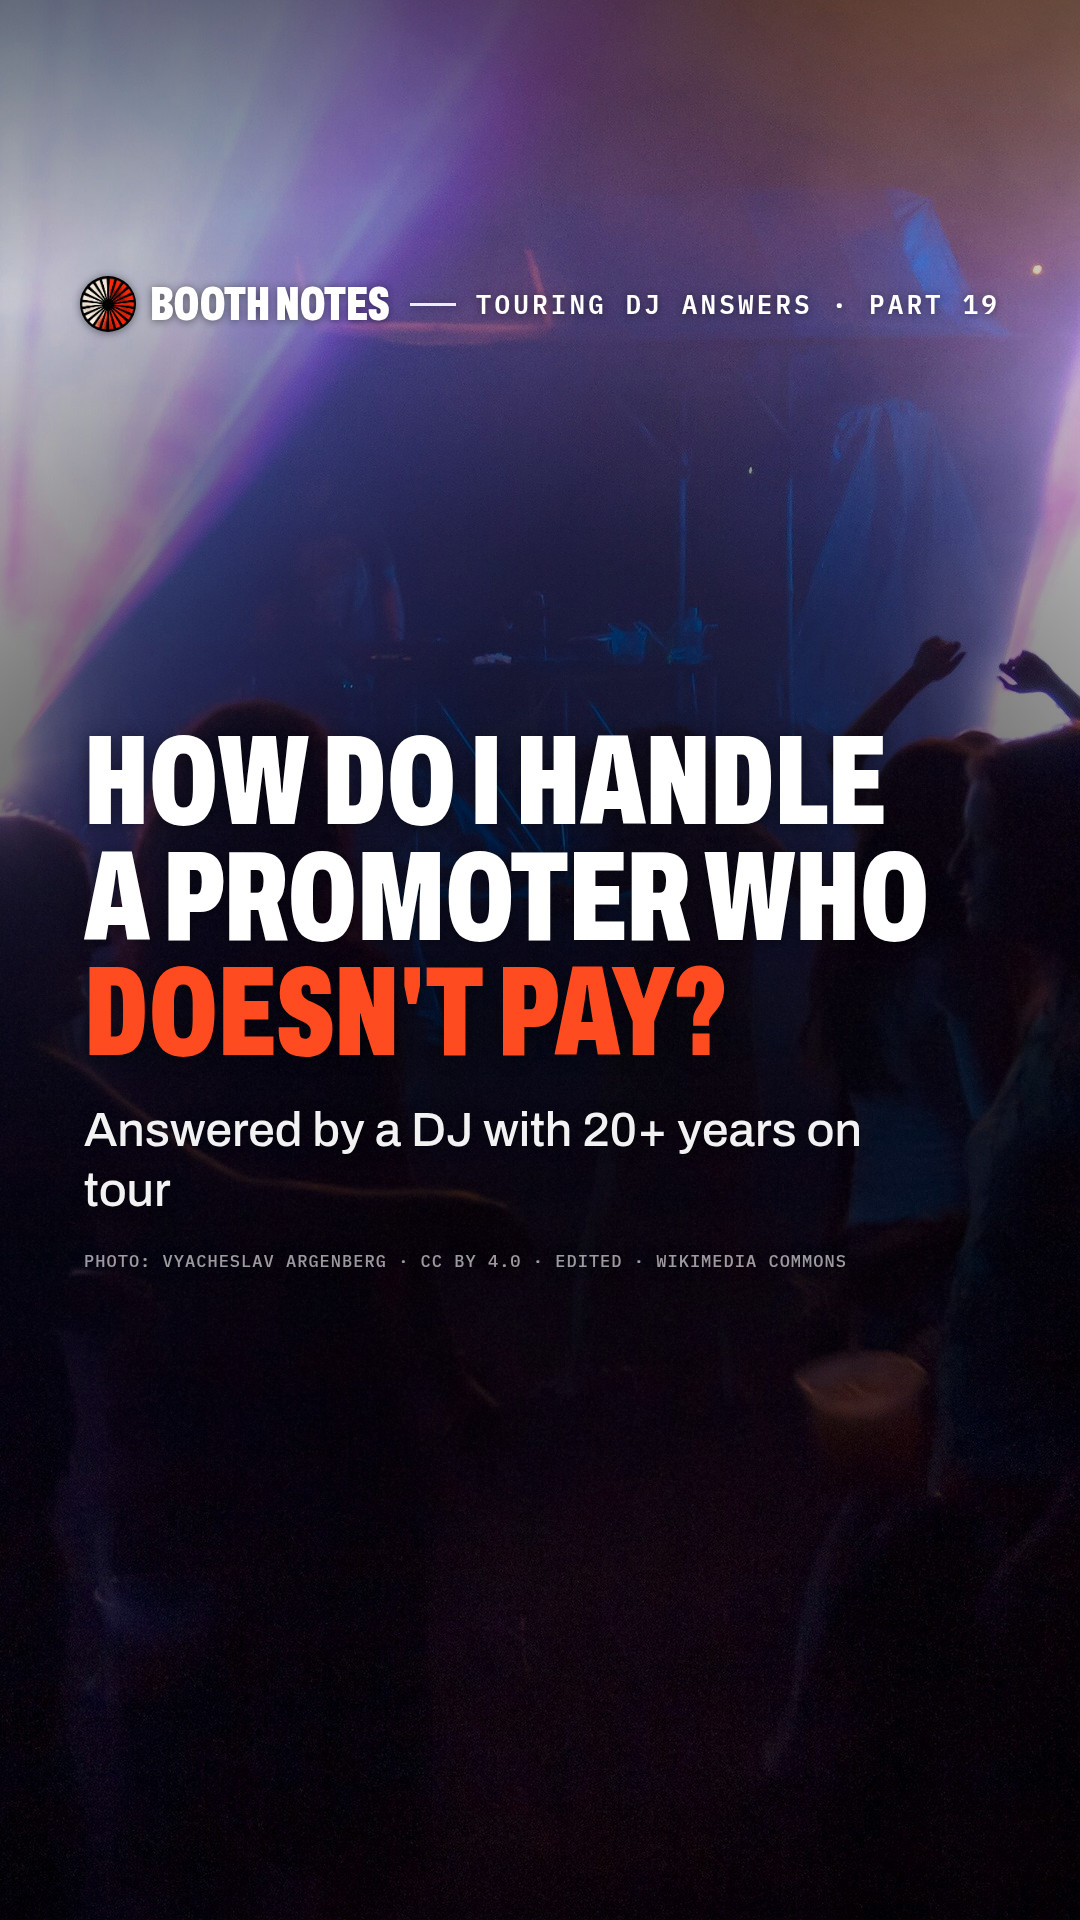 BOOTH NOTES — TOURING DJ ANSWERS · PART 19
HOW DO I HANDLE
A PROMOTER WHO
DOESN'T PAY?
Answered by a DJ with 20+ years on
tour
PHOTO: VYACHESLAV ARGENBERG · CC BY 4.0 · EDITED · WIKIMEDIA COMMONS